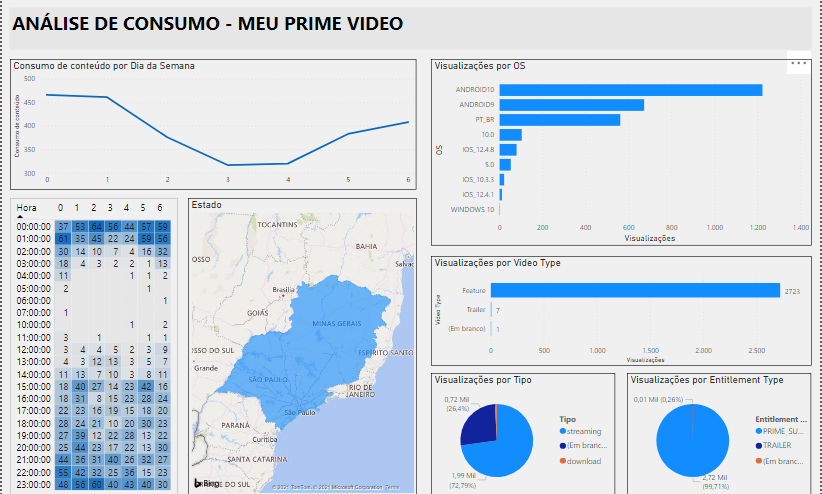 ANÁLISE DE CONSUMO - MEU PRIME VIDEO
Consumo de conteúdo por Dia da Semana
500
450
400
350
300
Consumo de conteúdo
0 1 2 3 4 5 6
Visualizações por OS
OS
ANDROID10
ANDROID9
PT_BR
10.0
IOS_12.4.8
5.0
IOS_10.3.3
IOS_12.4.1
WINDOWS 10
0 200 400 600 800 1.000 1.200 1.400
Visualizações
Hora 0 1 2 3 4 5 6
00:00:00 37 53 64 56 44 57 59
01:00:00 61 35 45 22 24 59 56
02:00:00 30 14 10 7 4 16 32
03:00:00 18 4 3 2 2 1 13
04:00:00 11 1 1 2
05:00:00 2 1
06:00:00 1
07:00:00 1
10:00:00 1 2
11:00:00 3 1 1 1
12:00:00 3 4 4 5 2 3 9
13:00:00 4 3 12 13 3 5 7
14:00:00 11 13 7 10 3 8 11
15:00:00 18 40 27 14 23 42 16
16:00:00 18 31 8 15 23 28 24
17:00:00 22 23 16 19 15 18 20
18:00:00 28 24 21 10 20 30 23
19:00:00 27 39 12 22 28 13 22
20:00:00 25 44 23 17 22 13 30
21:00:00 44 36 31 40 26 32 27
22:00:00 55 42 32 25 36 15 23
23:00:00 48 56 60 43 43 40 30
Estado
TOCANTINS
BAHIA
OSSO
Salvac
Brasília
GOIÁS
MINAS GERAIS
SSO DO SUL
ESPÍRITO SANTO
Grande
SÃO PAULO
RIO DE
JANEIRO
São Paulo
PARANÁ
Curitiba
SANTA CATARINA
Bing
RIO GRANDE DO SUL
© 2021 TomTom, © 2021 Microsoft Corporation Terms
Visualizações por Video Type
Video Type
Feature 2723
Trailer 7
(Em branco) 1
0 500 1.000 1.500 2.000 2.500
Visualizações
Visualizações por Tipo
0,72 Mil
(26,4%)
1,99 Mil
(72,79%)
Tipo
streaming
(Em branc...
download
Visualizações por Entitlement Type
0,01 Mil (0,26%)
2,72 Mil
(99,71%)
Entitlement ...
PRIME_SU...
TRAILER
(Em branc...